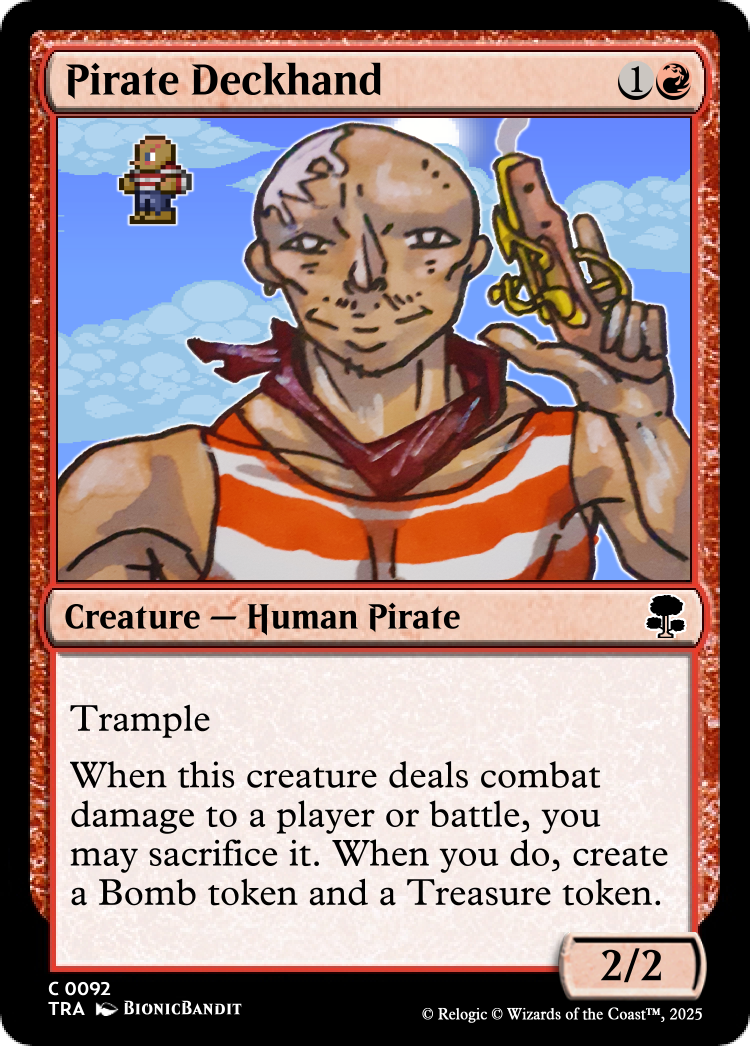 Pirate Deckhand 1
Creature — Human Pirate
Trample
When this creature deals combat
damage to a player or battle, you
may sacrifice it. When you do, create
a Bomb token and a Treasure token.
2/2
C 0092
TRA BionicBandit
© Relogic © Wizards of the Coast™, 2025